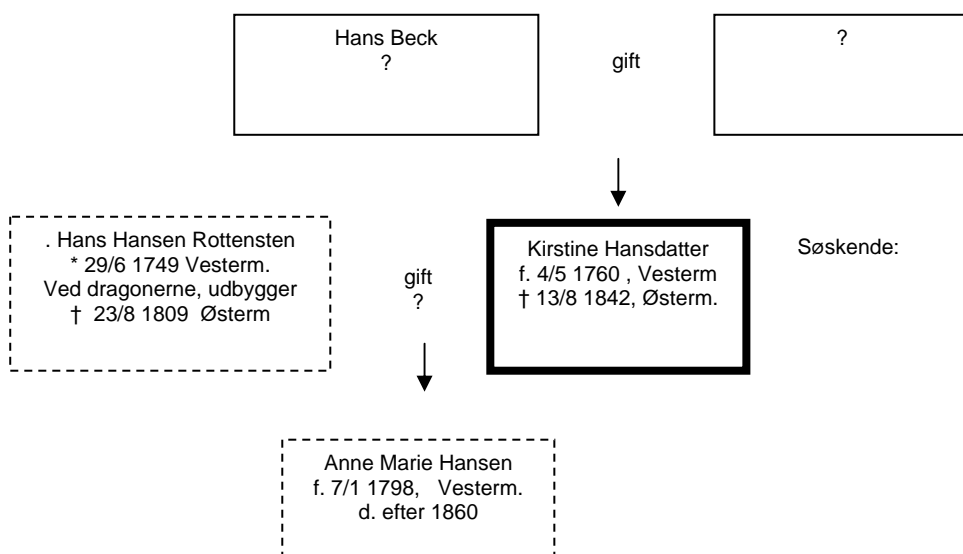 Hans Beck
?
gift
?
. Hans Hansen Rottensten
* 29/6 1749 Vesterm.
Ved dragonerne, udbygger
† 23/8 1809 Østerm
gift
?
Kirstine Hansdatter
f. 4/5 1760 , Vesterm
† 13/8 1842, Østerm.
Søskende:
Anne Marie Hansen
f. 7/1 1798, Vesterm.
d. efter 1860